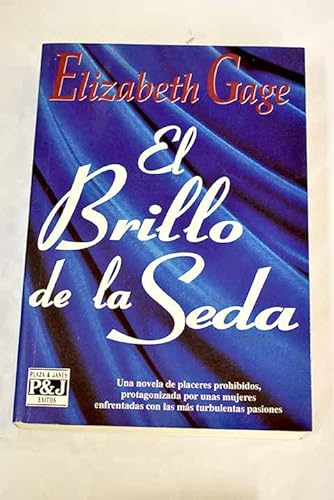 Elizabeth Gage
El
Brillo
de la Seda
PLAZA & JANES
P&J
EXITOS
Una novela de placeres prohibidos,
protagonizada por unas mujeres
enfrentadas con las más turbulentas pasiones